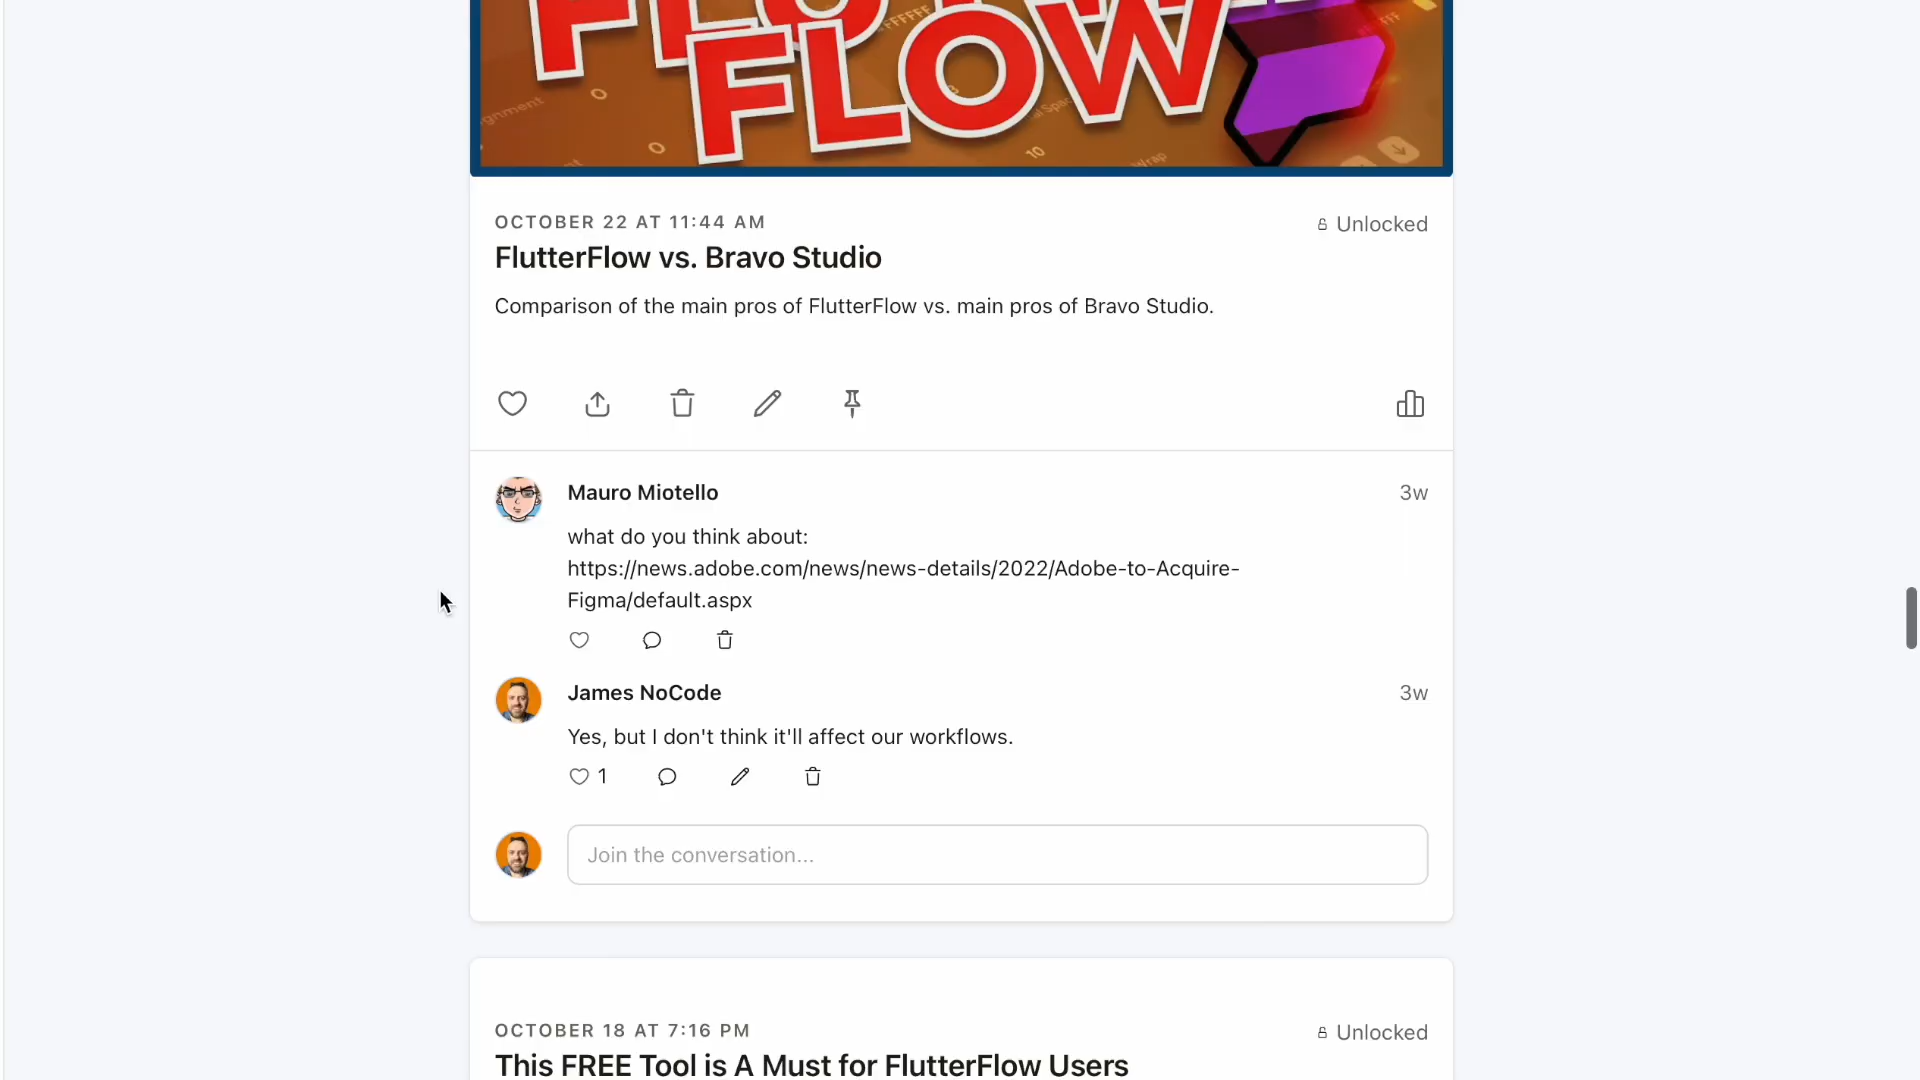 FLOW
OCTOBER 22 AT 11:44 AM
Unlocked
FlutterFlow vs. Bravo Studio
Comparison of the main pros of FlutterFlow vs. main pros of Bravo Studio.
Mauro Miotello
3w
what do you think about:
https://news.adobe.com/news/news-details/2022/Adobe-to-Acquire-
Figma/default.aspx
James NoCode
3w
Yes, but I don't think it'll affect our workflows.
1
Join the conversation...
OCTOBER 18 AT 7:16 PM
Unlocked
This FREE Tool is A Must for FlutterFlow Users